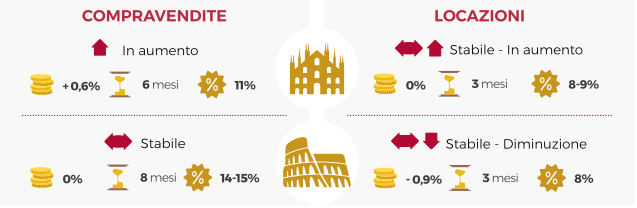 COMPRAVENDITE
LOCAZIONI
In aumento
Stabile - In aumento
+0,6%
6 mesi
%
11%
0%
3 mesi
%
8-9%
Stabile
Stabile - Diminuzione
0%
8 mesi
%
14-15%
- 0,9%
3 mesi
%
8%